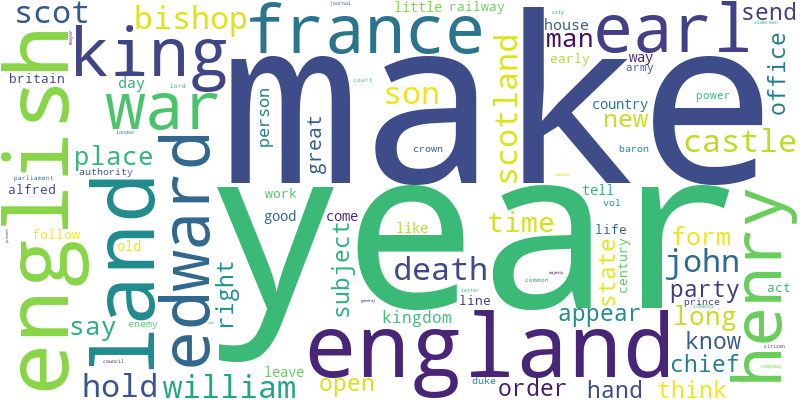 journal
little railway
scot
bishop
france
earl
send
king
house
man
english
britain
day
lord
make
way
early
army
office
war
son
scotland
country
power
new
person
great
castle
court
london
crown
baron
place
authority
parliament
alfred
edward
land
year
work
tell
vol
good
come
time
life
follow
old
right
subject
like
state
century
form
henry
death
john
line
party
prince
act
common
majesty
letter
general
say
enemy
kingdom
appear
long
england
know
council
citizen
chief
company
hold
william
leave
open
duke
order
hand
think
city
alderman
present